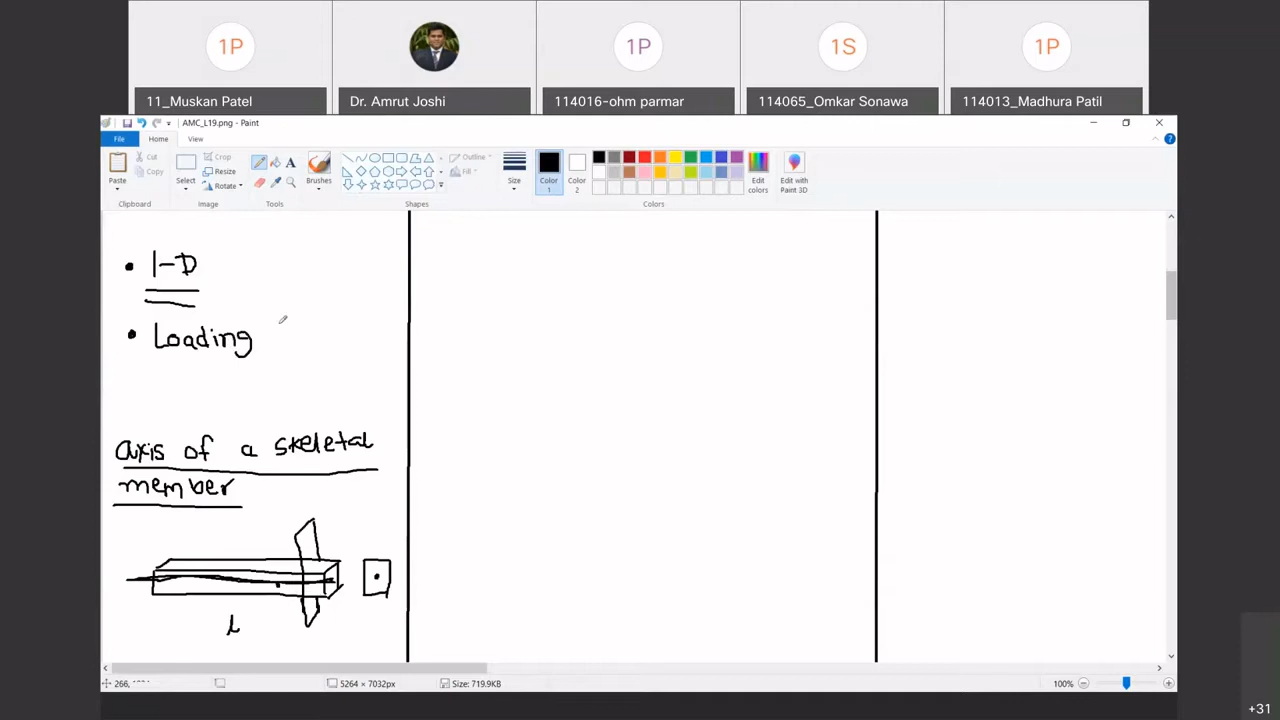 1P
1P
1S
1P
11_Muskan Patel
Dr. Amrut Joshi
114016-ohm parmar
114065_Omkar Sonawa
114013_Madhura Patil
AMC_L19.png - Paint
File
Home
View
Paste
Cut
Copy
Select
Crop
Resize
Rotate
A
Brushes
Outline
Fill
Size
Color 1
Color 2
Edit colors
Edit with Paint 3D
Clipboard
Image
Tools
Shapes
Colors
• 1-D
• Loading
axis of a skeletal
member
L
5264 × 7032px
Size: 719.9KB
100%
+31